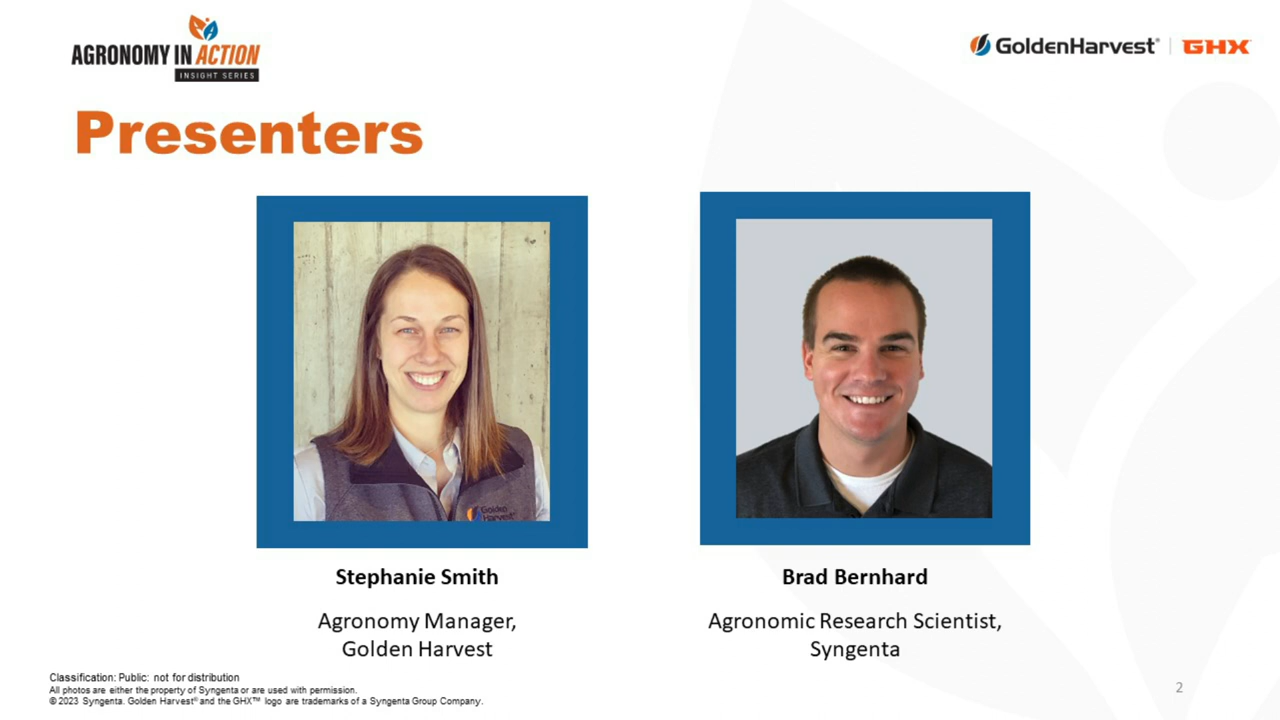 AGRONOMY IN ACTION
INSIGHT SERIES
GoldenHarvest® | GHX
Presenters
Golden
Harvest
Stephanie Smith
Agronomy Manager,
Golden Harvest
Brad Bernhard
Agronomic Research Scientist,
Syngenta
Classification: Public: not for distribution
All photos are either the property of Syngenta or are used with permission.
© 2023 Syngenta. Golden Harvest® and the GHX™ logo are trademarks of a Syngenta Group Company.
2